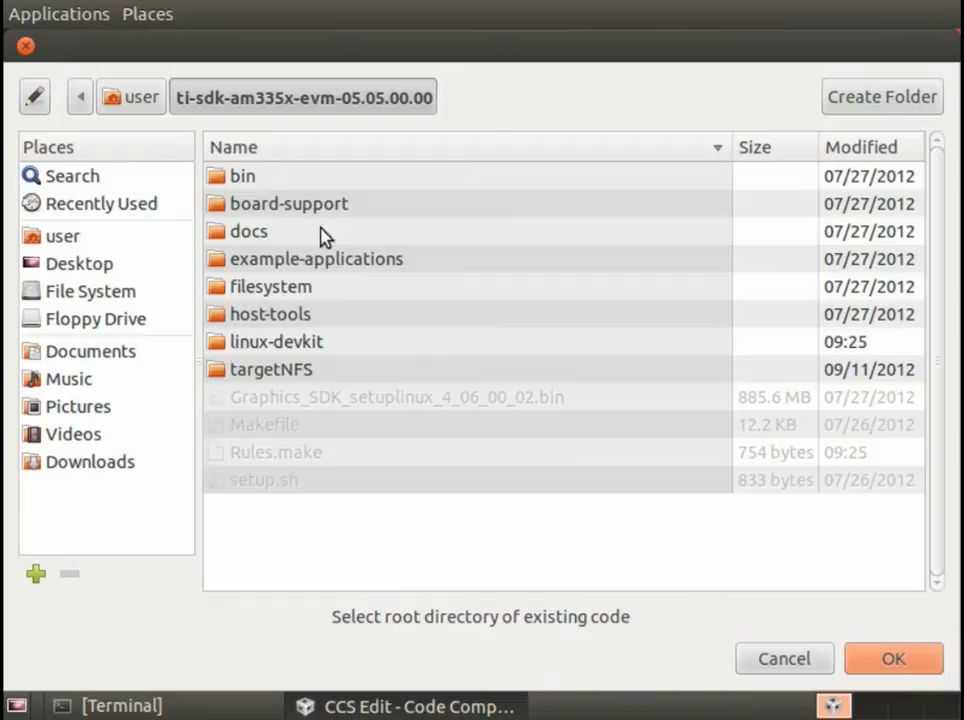 Applications Places
user ti-sdk-am335x-evm-05.05.00.00 Create Folder
Places Name Size Modified
Search bin 07/27/2012
Recently Used board-support 07/27/2012
user docs 07/27/2012
Desktop example-applications 07/27/2012
File System filesystem 07/27/2012
Floppy Drive host-tools 07/27/2012
Documents linux-devkit 09:25
Music targetNFS 09/11/2012
Pictures Graphics_SDK_setuplinux_4_06_00_02.bin 885.6 MB 07/27/2012
Videos Makefile 12.2 KB 07/26/2012
Downloads Rules.make 754 bytes 09:25
setup.sh 833 bytes 07/26/2012
Select root directory of existing code
Cancel OK
[Terminal] CCS Edit - Code Comp...